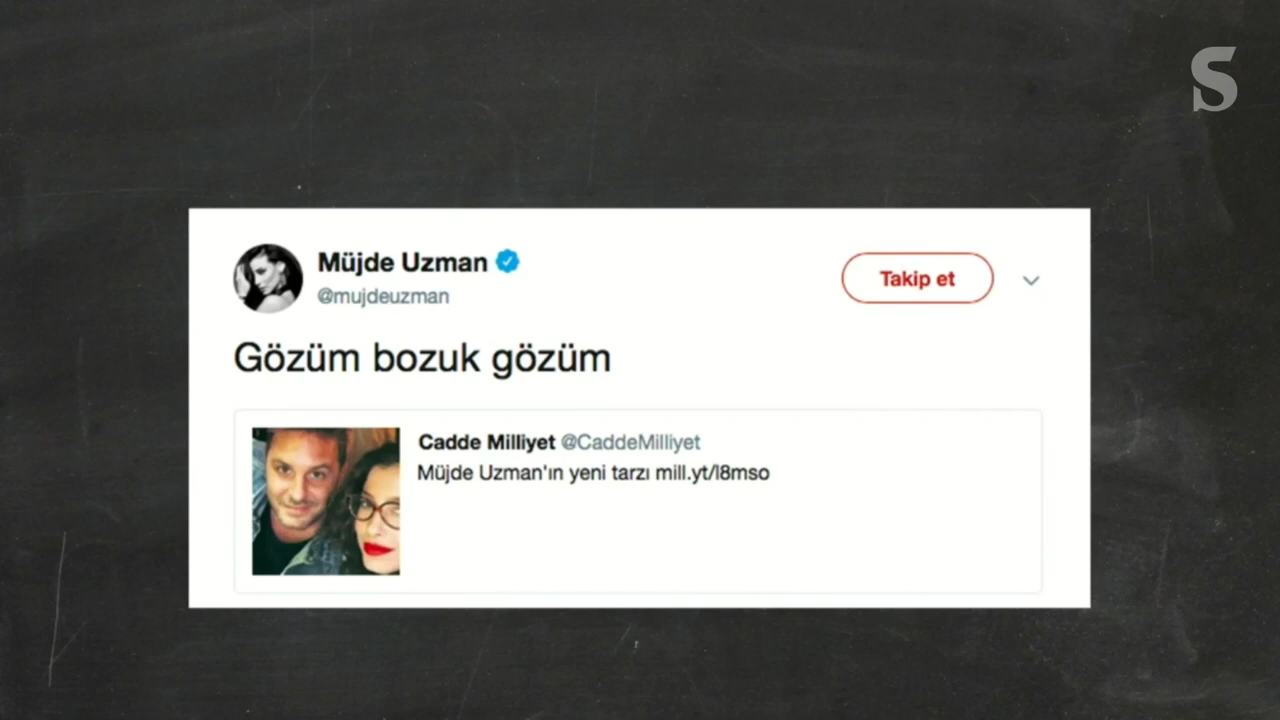 S
Müjde Uzman
@mujdeuzman
Takip et
Gözüm bozuk gözüm
Cadde Milliyet @CaddeMilliyet
Müjde Uzman'ın yeni tarzı mill.yt/l8mso